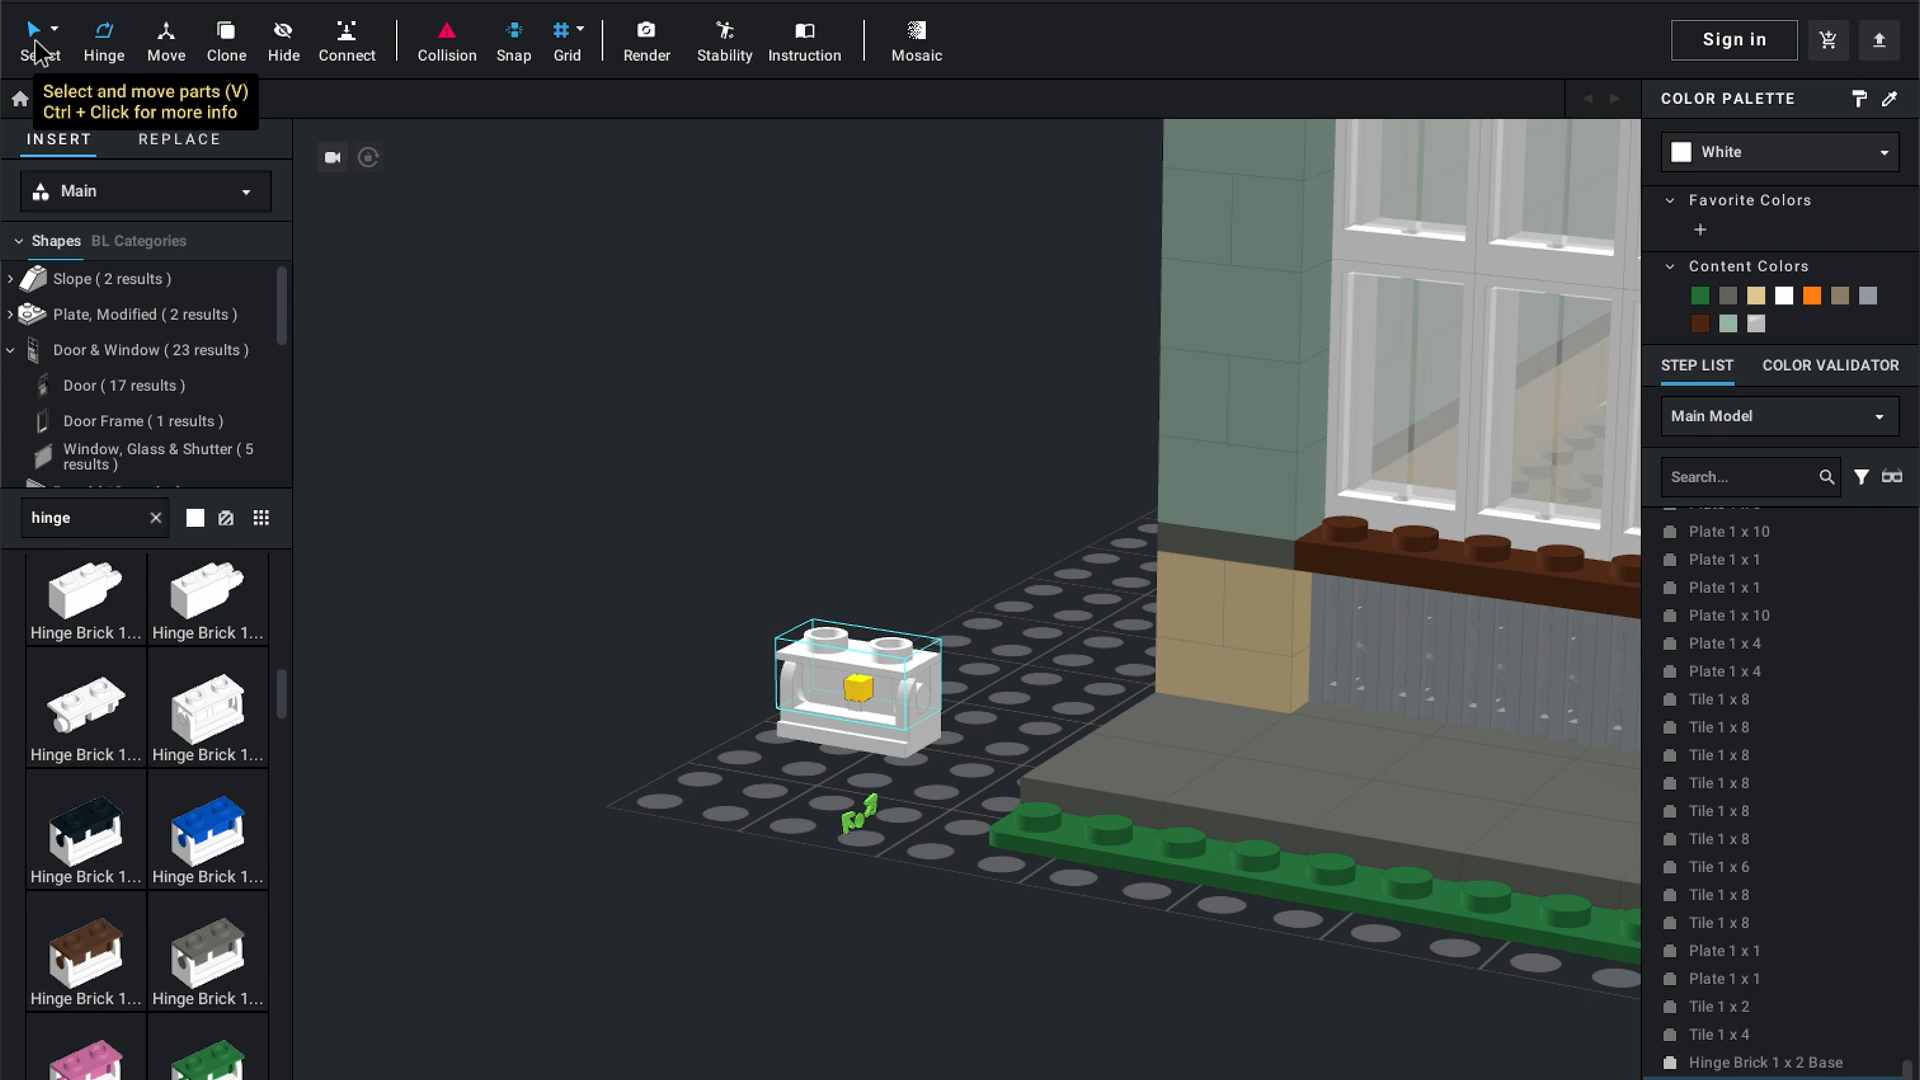 Select
Hinge
Move
Clone
Hide
Connect
Collision
Snap
Grid
Render
Stability
Instruction
Mosaic
Sign in
Select and move parts (V)
Ctrl + Click for more info
INSERT
REPLACE
Main
Shapes
BL Categories
Slope ( 2 results )
Plate, Modified ( 2 results )
Door & Window ( 23 results )
Door ( 17 results )
Door Frame ( 1 results )
Window, Glass & Shutter ( 5
results )
hinge
Hinge Brick 1...
Hinge Brick 1...
Hinge Brick 1...
Hinge Brick 1...
Hinge Brick 1...
Hinge Brick 1...
Hinge Brick 1...
Hinge Brick 1...
COLOR PALETTE
White
Favorite Colors
Content Colors
STEP LIST
COLOR VALIDATOR
Main Model
Search...
Plate 1 x 10
Plate 1 x 1
Plate 1 x 1
Plate 1 x 10
Plate 1 x 4
Plate 1 x 4
Tile 1 x 8
Tile 1 x 8
Tile 1 x 8
Tile 1 x 8
Tile 1 x 8
Tile 1 x 8
Tile 1 x 6
Tile 1 x 8
Tile 1 x 8
Plate 1 x 1
Plate 1 x 1
Tile 1 x 2
Tile 1 x 4
Hinge Brick 1 x 2 Base